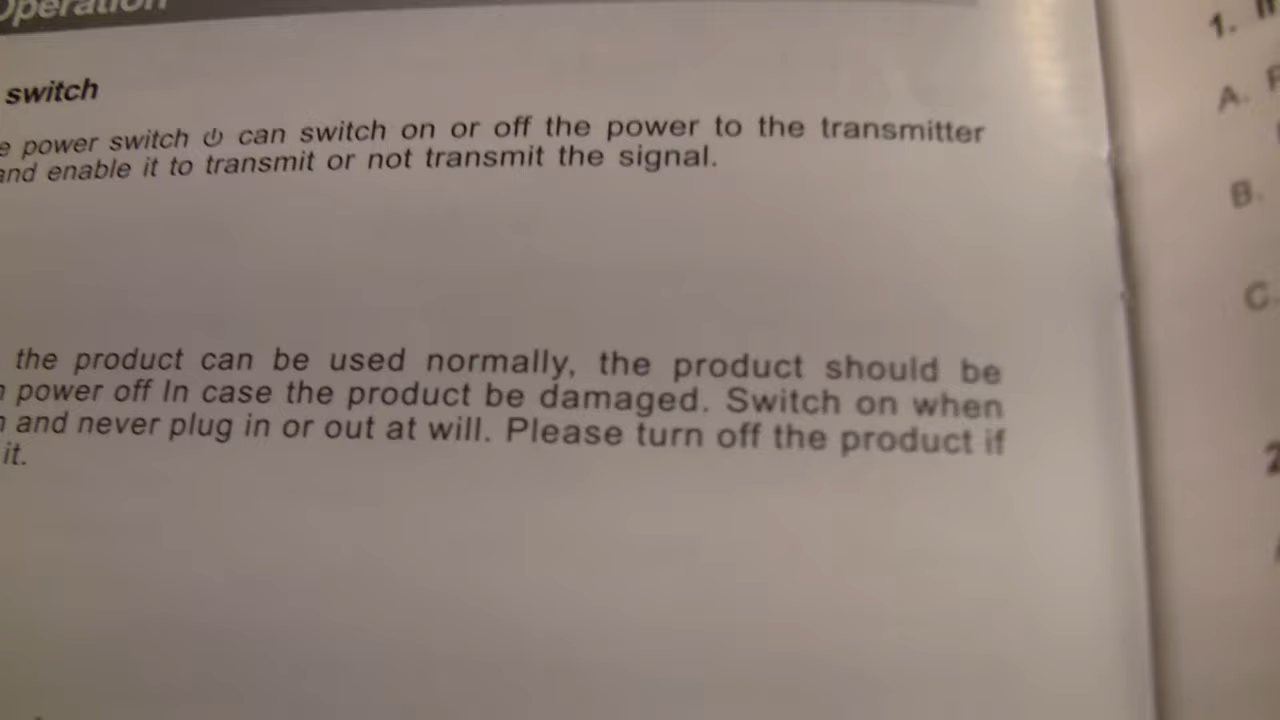 Operation
switch
power switch ⏻ can switch on or off the power to the transmitter
and enable it to transmit or not transmit the signal.
the product can be used normally, the product should be
power off In case the product be damaged. Switch on when
and never plug in or out at will. Please turn off the product if
it.
1.
A.
B.
C.